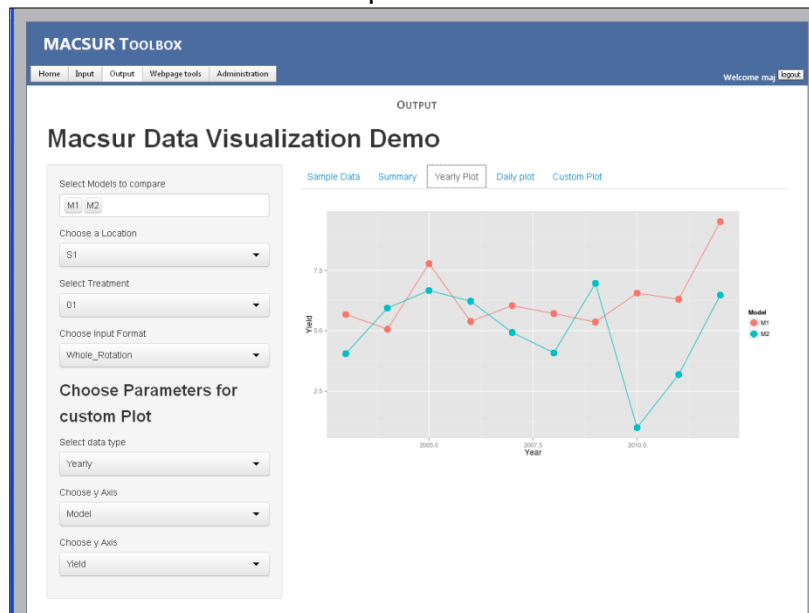 MACSUR TOOLBOX
Home Input Output Webpage tools Administration
Welcome maj logout
OUTPUT
Macsur Data Visualization Demo
Select Models to compare
M1 M2
Choose a Location
S1
Select Treatment
01
Choose Input Format
Whole_Rotation
Choose Parameters for
custom Plot
Select data type
Yearly
Choose y Axis
Model
Choose y Axis
Yield
Sample Data Summary Yearly Plot Daily plot Custom Plot
7.5
5.0
2.5
Yield
2005.0 2007.5 2010.0
Year
Model
M1
M2